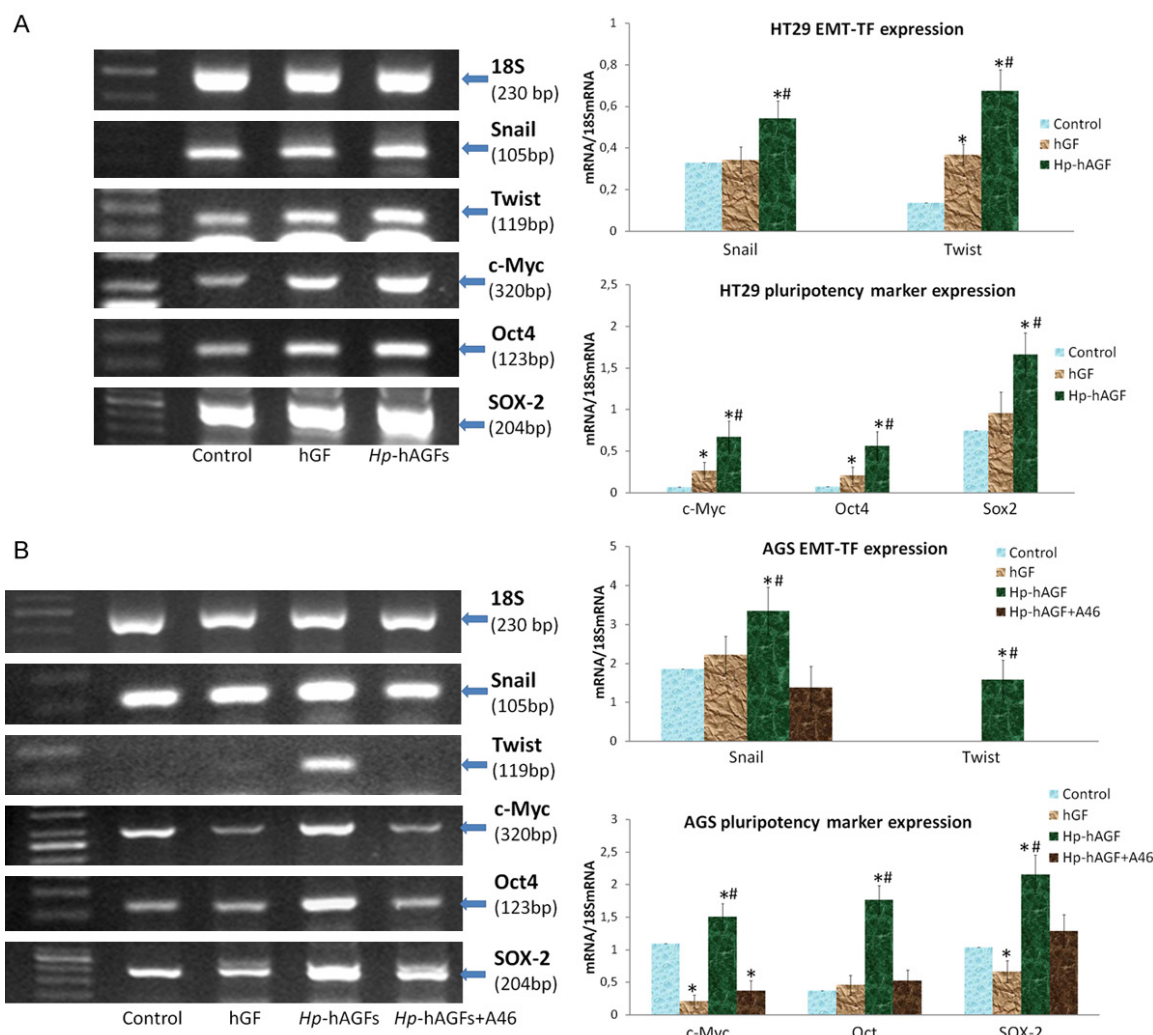 A
18S
(230 bp)
Snail
(105bp)
Twist
(119bp)
c-Myc
(320bp)
Oct4
(123bp)
SOX-2
(204bp)
Control hGF Hp-hAGFs
HT29 EMT-TF expression
mRNA/18SmRNA
1
0,8
0,6
0,4
0,2
0
*#
*
*#
Snail Twist
Control
hGF
Hp-hAGF
HT29 pluripotency marker expression
mRNA/18SmRNA
2,5
2
1,5
1
0,5
0
*
*#
*
*#
*#
c-Myc Oct4 Sox2
Control
hGF
Hp-hAGF
B
18S
(230 bp)
Snail
(105bp)
Twist
(119bp)
c-Myc
(320bp)
Oct4
(123bp)
SOX-2
(204bp)
Control hGF Hp-hAGFs Hp-hAGFs+A46
AGS EMT-TF expression
mRNA/18SmRNA
5
4
3
2
1
0
*#
*#
Snail Twist
Control
hGF
Hp-hAGF
Hp-hAGF+A46
AGS pluripotency marker expression
mRNA/18SmRNA
3
2,5
2
1,5
1
0,5
0
*
*#
*
*#
*
*#
c-Myc Oct SOX-2
Control
hGF
Hp-hAGF
Hp-hAGF+A46